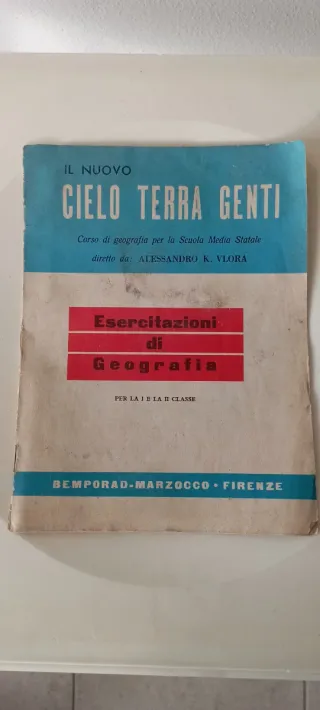 IL NUOVO
CIELO TERRA GENTI
Corso di geografia per la Scuola Media Statale
diretto da: ALESSANDRO K. VLORA
Esercitazioni
di
Geografia
PER LA I E LA II CLASSE
BEMPORAD-MARZOCCO • FIRENZE